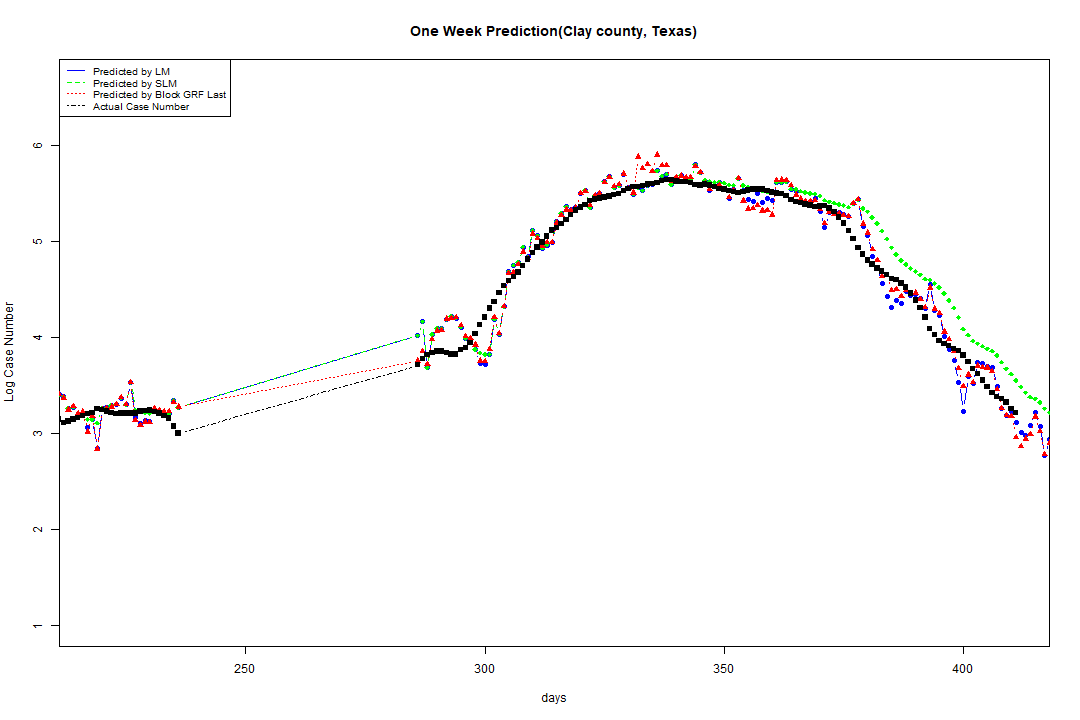 One Week Prediction(Clay county, Texas)
Predicted by LM
Predicted by SLM
Predicted by Block GRF Last
Actual Case Number
Log Case Number
6
5
4
3
2
1
250 300 350 400
days